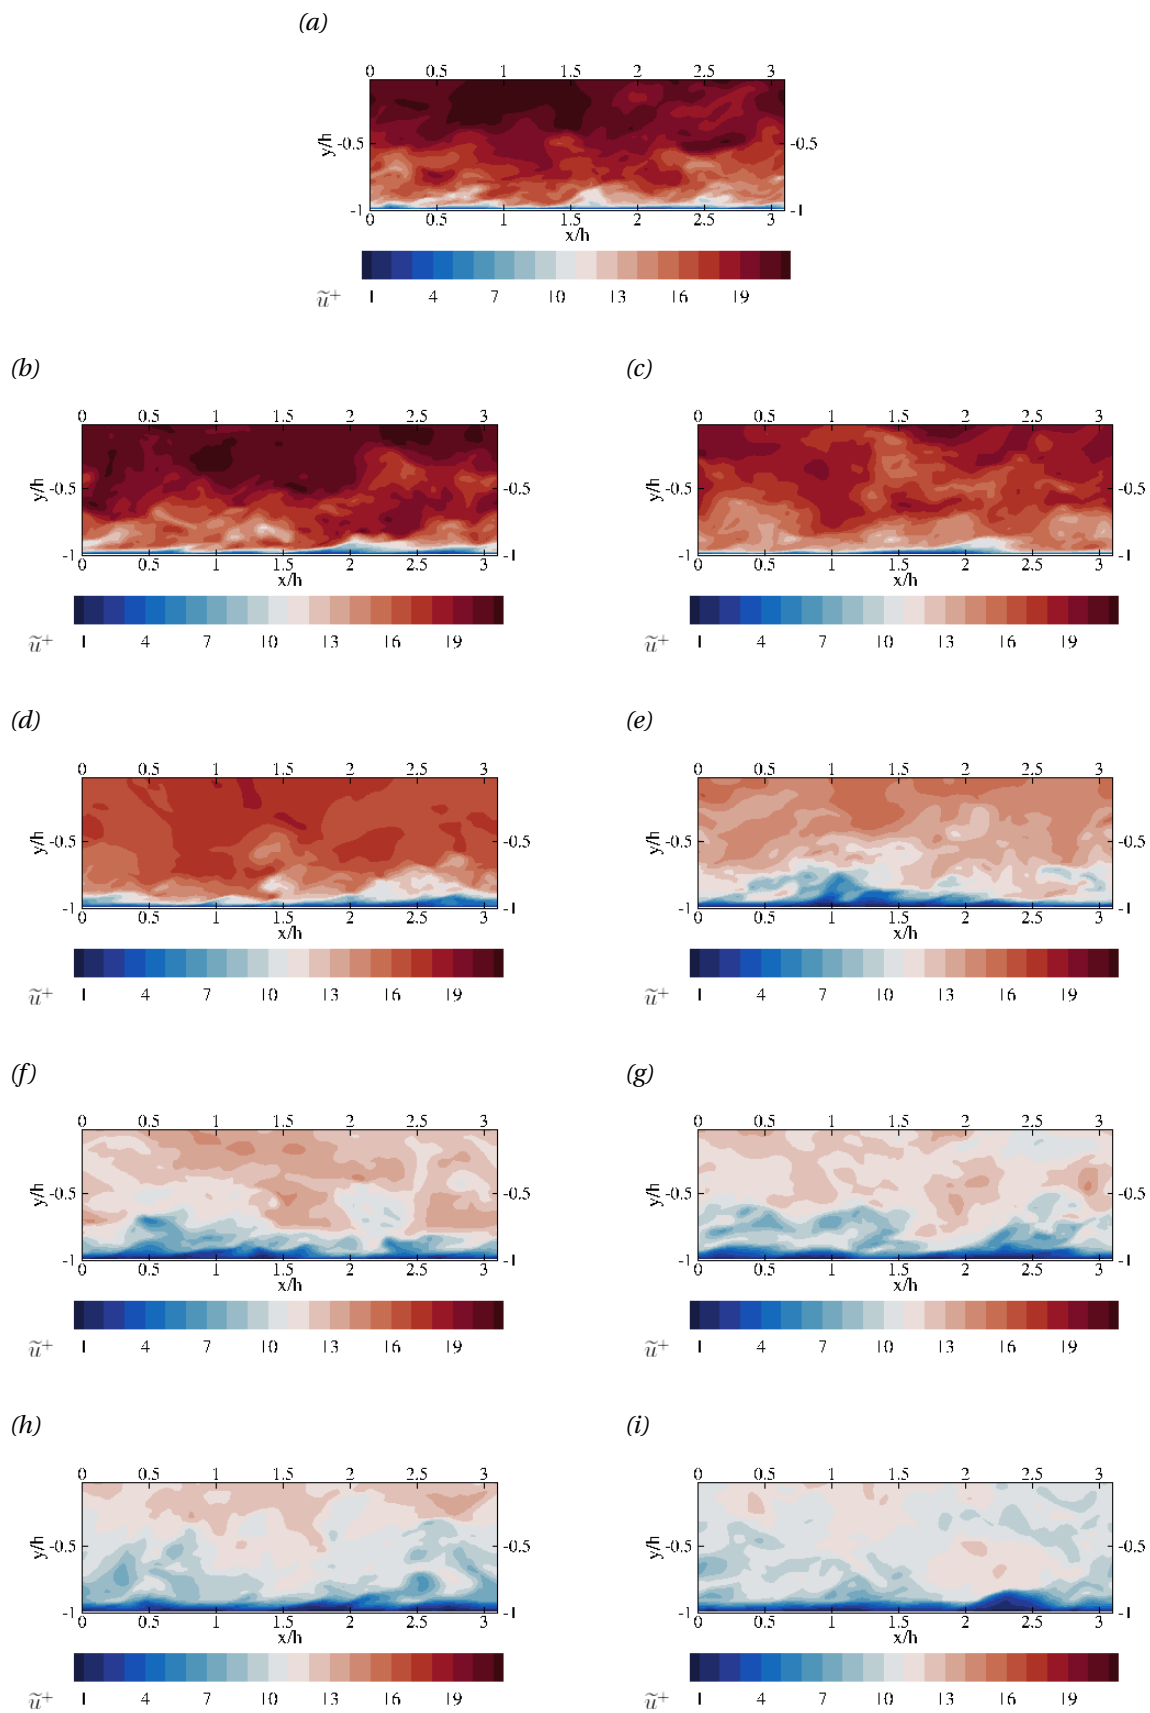 (a)
0 0.5 1 1.5 2 2.5 3
y/h -0.5 -0.5
-1 -1
0 0.5 1 1.5 2 2.5 3
x/h
ũ⁺ 1 4 7 10 13 16 19
(b) (c)
0 0.5 1 1.5 2 2.5 3 0 0.5 1 1.5 2 2.5 3
y/h -0.5 -0.5 y/h -0.5 -0.5
-1 -1 -1 -1
0 0.5 1 1.5 2 2.5 3 0 0.5 1 1.5 2 2.5 3
x/h x/h
ũ⁺ 1 4 7 10 13 16 19 ũ⁺ 1 4 7 10 13 16 19
(d) (e)
0 0.5 1 1.5 2 2.5 3 0 0.5 1 1.5 2 2.5 3
y/h -0.5 -0.5 y/h -0.5 -0.5
-1 -1 -1 -1
0 0.5 1 1.5 2 2.5 3 0 0.5 1 1.5 2 2.5 3
x/h x/h
ũ⁺ 1 4 7 10 13 16 19 ũ⁺ 1 4 7 10 13 16 19
(f) (g)
0 0.5 1 1.5 2 2.5 3 0 0.5 1 1.5 2 2.5 3
y/h -0.5 -0.5 y/h -0.5 -0.5
-1 -1 -1 -1
0 0.5 1 1.5 2 2.5 3 0 0.5 1 1.5 2 2.5 3
x/h x/h
ũ⁺ 1 4 7 10 13 16 19 ũ⁺ 1 4 7 10 13 16 19
(h) (i)
0 0.5 1 1.5 2 2.5 3 0 0.5 1 1.5 2 2.5 3
y/h -0.5 -0.5 y/h -0.5 -0.5
-1 -1 -1 -1
0 0.5 1 1.5 2 2.5 3 0 0.5 1 1.5 2 2.5 3
x/h x/h
ũ⁺ 1 4 7 10 13 16 19 ũ⁺ 1 4 7 10 13 16 19